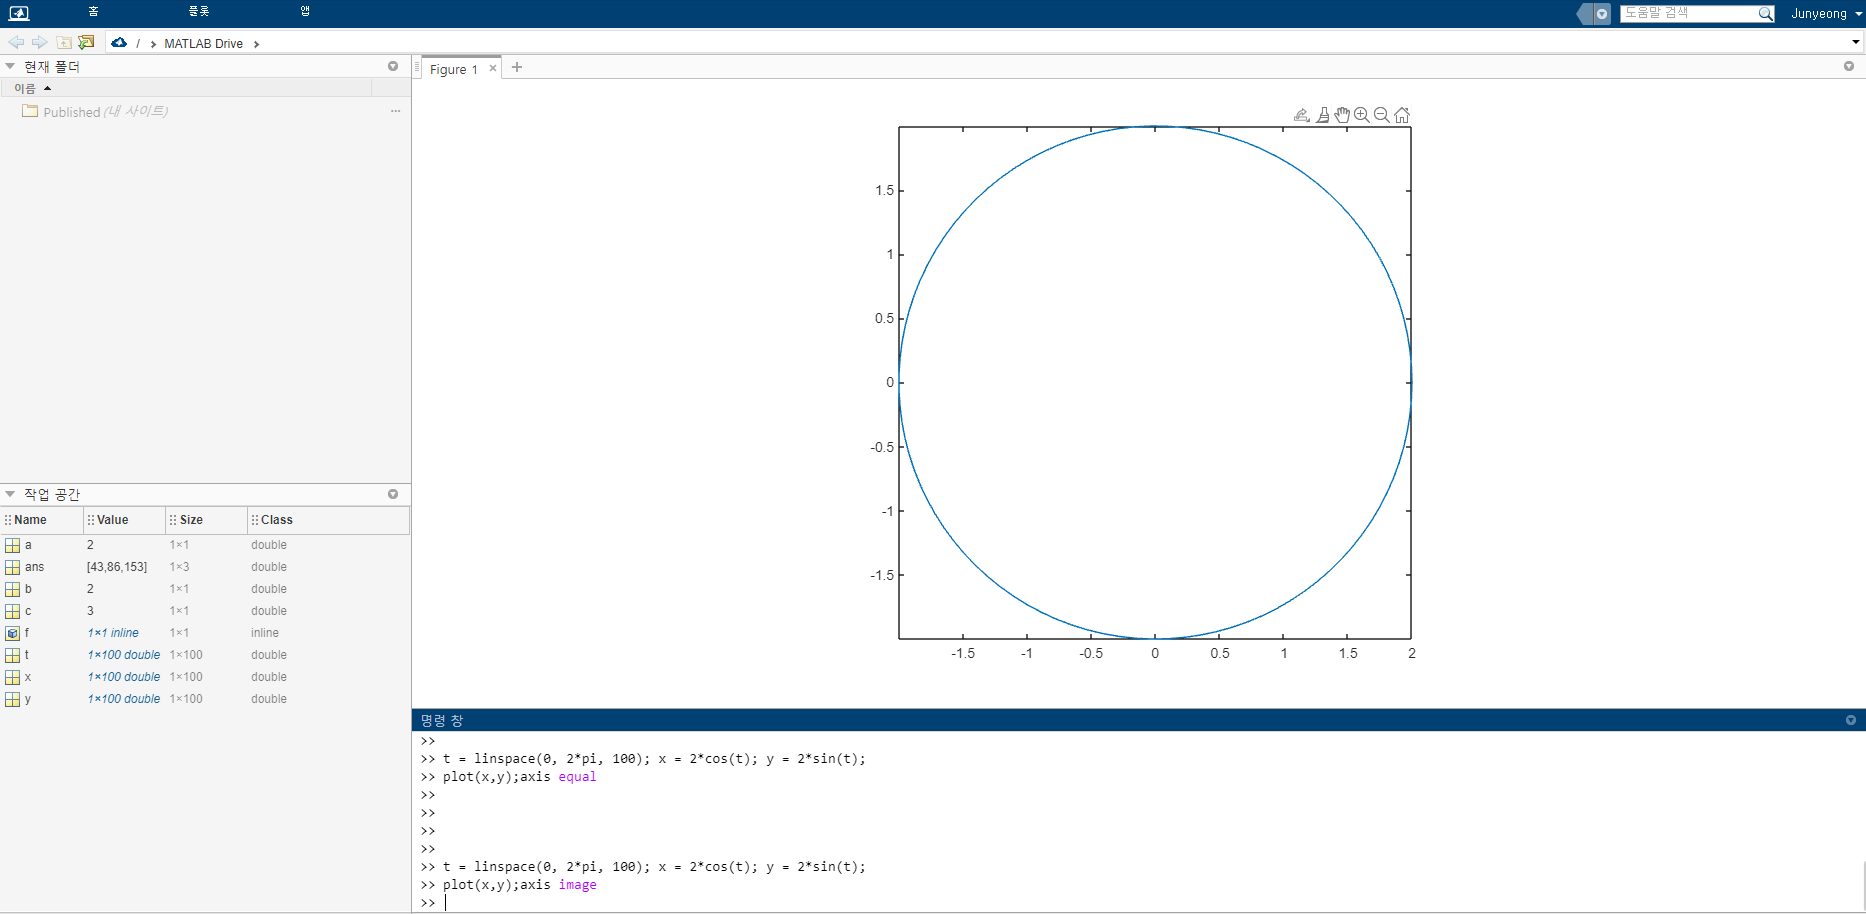 홈 플롯 앱 도움말 검색 Junyeong
/ MATLAB Drive
현재 폴더
이름
Published (내 사이트)
작업 공간
Name Value Size Class
a 2 1×1 double
ans [43,86,153] 1×3 double
b 2 1×1 double
c 3 1×1 double
f 1×1 inline 1×1 inline
t 1×100 double 1×100 double
x 1×100 double 1×100 double
y 1×100 double 1×100 double
Figure 1
1.5
1
0.5
0
-0.5
-1
-1.5
-1.5 -1 -0.5 0 0.5 1 1.5 2
명령 창
>>
>> t = linspace(0, 2*pi, 100); x = 2*cos(t); y = 2*sin(t);
>> plot(x,y);axis equal
>>
>>
>>
>>
>> t = linspace(0, 2*pi, 100); x = 2*cos(t); y = 2*sin(t);
>> plot(x,y);axis image
>>